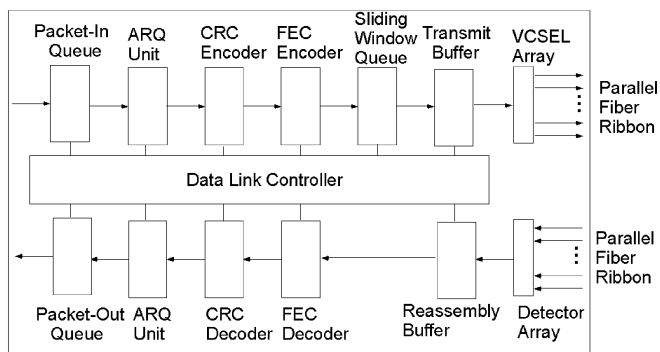 Packet-In
Queue
ARQ
Unit
CRC
Encoder
FEC
Encoder
Sliding
Window
Queue
Transmit
Buffer
VCSEL
Array
Parallel
Fiber
Ribbon
Data Link Controller
Packet-Out
Queue
ARQ
Unit
CRC
Decoder
FEC
Decoder
Reassembly
Buffer
Detector
Array
Parallel
Fiber
Ribbon